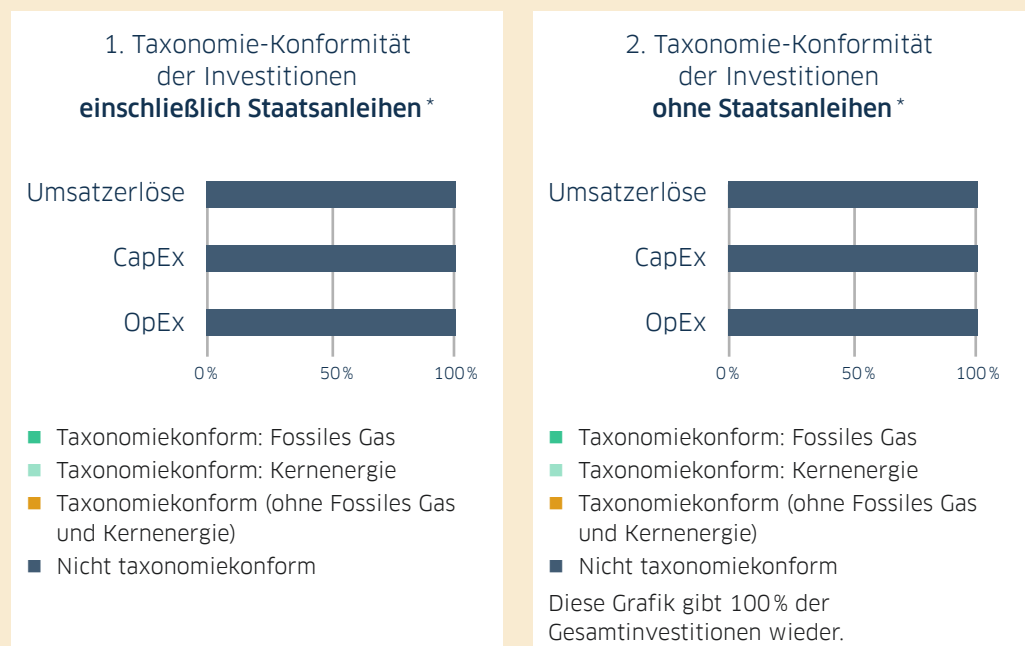 1. Taxonomie-Konformität
der Investitionen
einschließlich Staatsanleihen*
Umsatzerlöse
CapEx
OpEx
0%
50%
100%
Taxonomiekonform: Fossiles Gas
Taxonomiekonform: Kernenergie
Taxonomiekonform (ohne Fossiles Gas
und Kernenergie)
Nicht taxonomiekonform
2. Taxonomie-Konformität
der Investitionen
ohne Staatsanleihen*
Umsatzerlöse
CapEx
OpEx
0%
50%
100%
Taxonomiekonform: Fossiles Gas
Taxonomiekonform: Kernenergie
Taxonomiekonform (ohne Fossiles Gas
und Kernenergie)
Nicht taxonomiekonform
Diese Grafik gibt 100% der
Gesamtinvestitionen wieder.